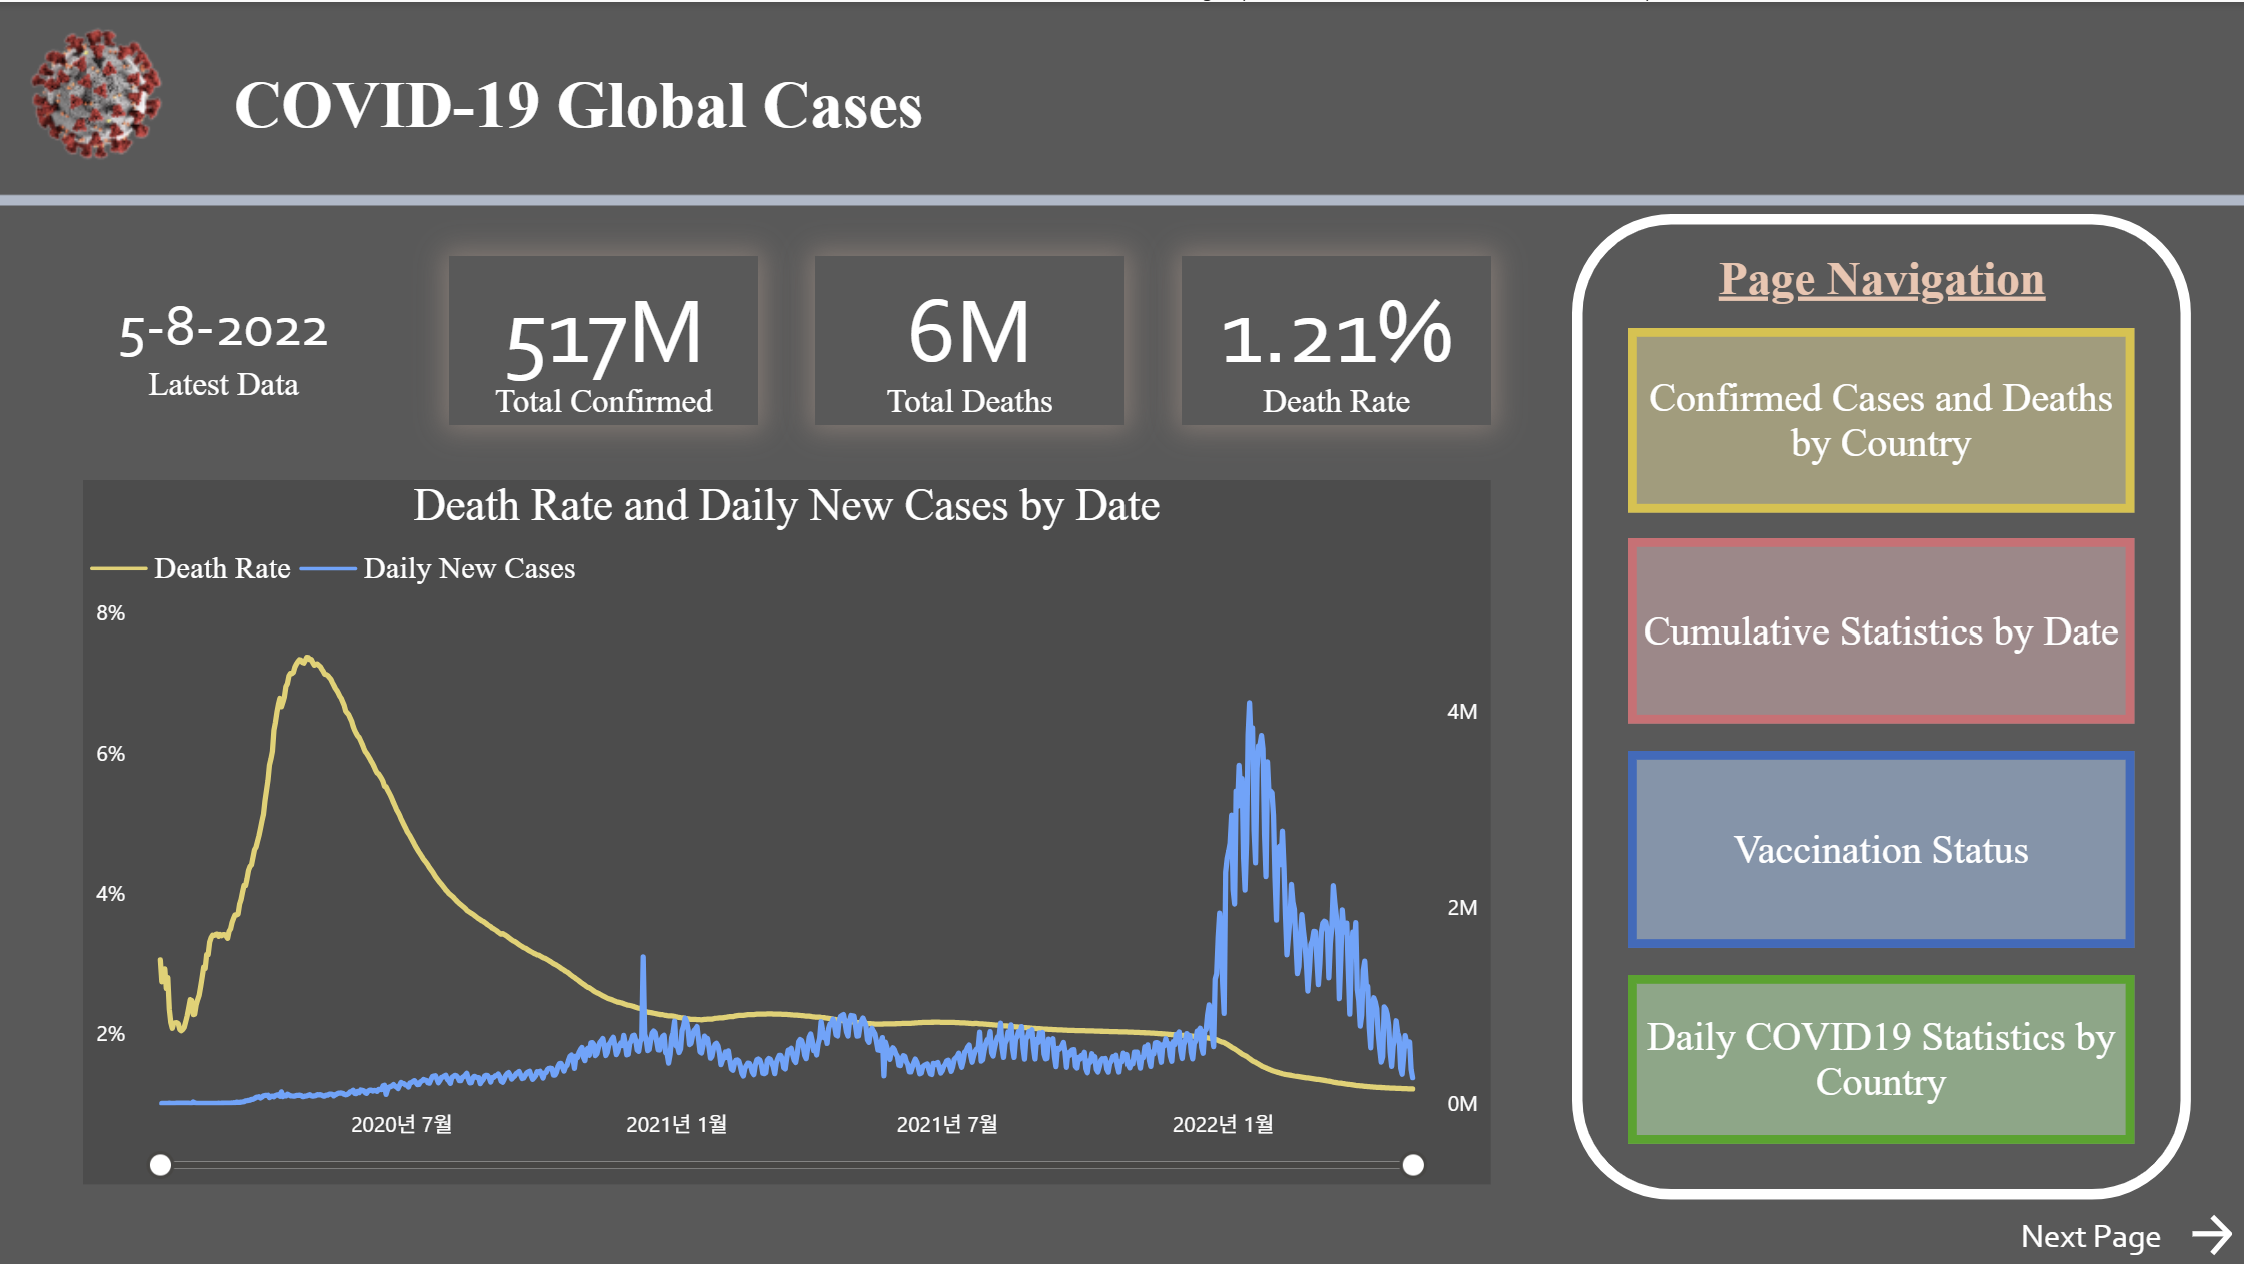 COVID-19 Global Cases
5-8-2022
Latest Data
517M
Total Confirmed
6M
Total Deaths
1.21%
Death Rate
Death Rate and Daily New Cases by Date
Death Rate
Daily New Cases
8%
6%
4%
2%
4M
2M
0M
2020년 7월
2021년 1월
2021년 7월
2022년 1월
Page Navigation
Confirmed Cases and Deaths
by Country
Cumulative Statistics by Date
Vaccination Status
Daily COVID19 Statistics by
Country
Next Page